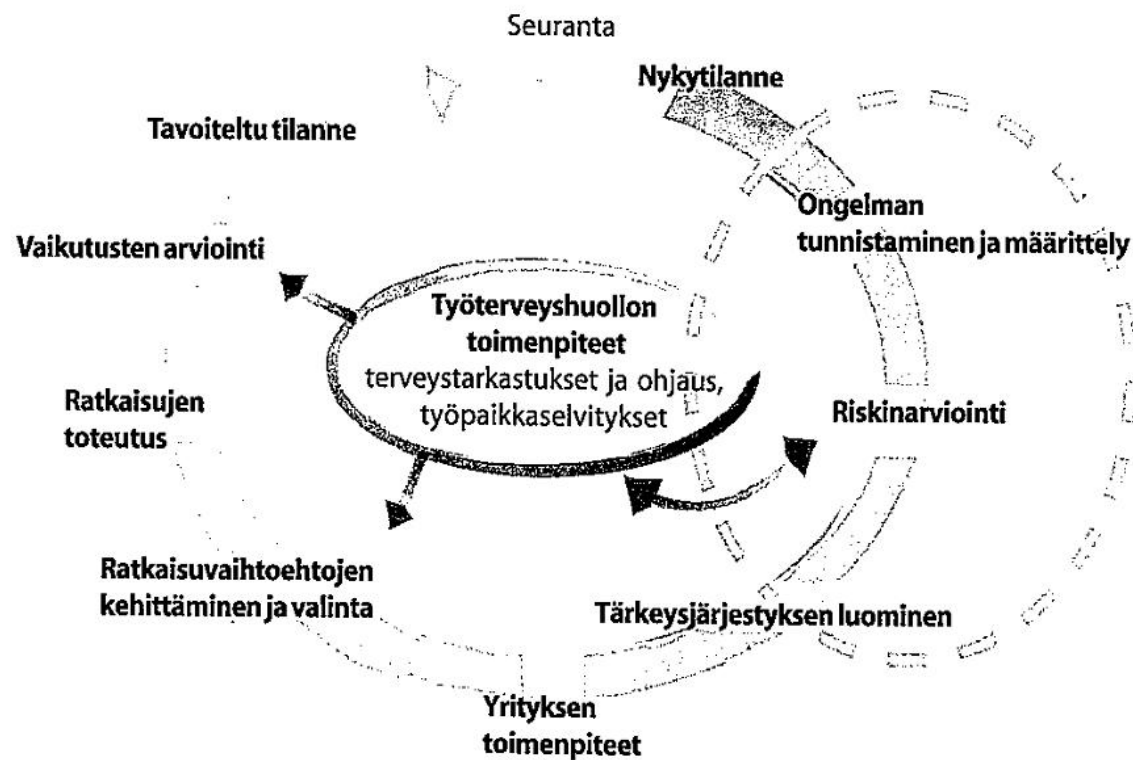 Seuranta
Nykytilanne
Tavoiteltu tilanne
Ongelman
tunnistaminen ja määrittely
Vaikutusten arviointi
Työterveyshuollon
toimenpiteet
terveystarkastukset ja ohjaus,
työpaikkaselvitykset
Ratkaisujen
toteutus
Riskinarviointi
Ratkaisuvaihtoehtojen
kehittäminen ja valinta
Tärkeysjärjestyksen luominen
Yrityksen
toimenpiteet